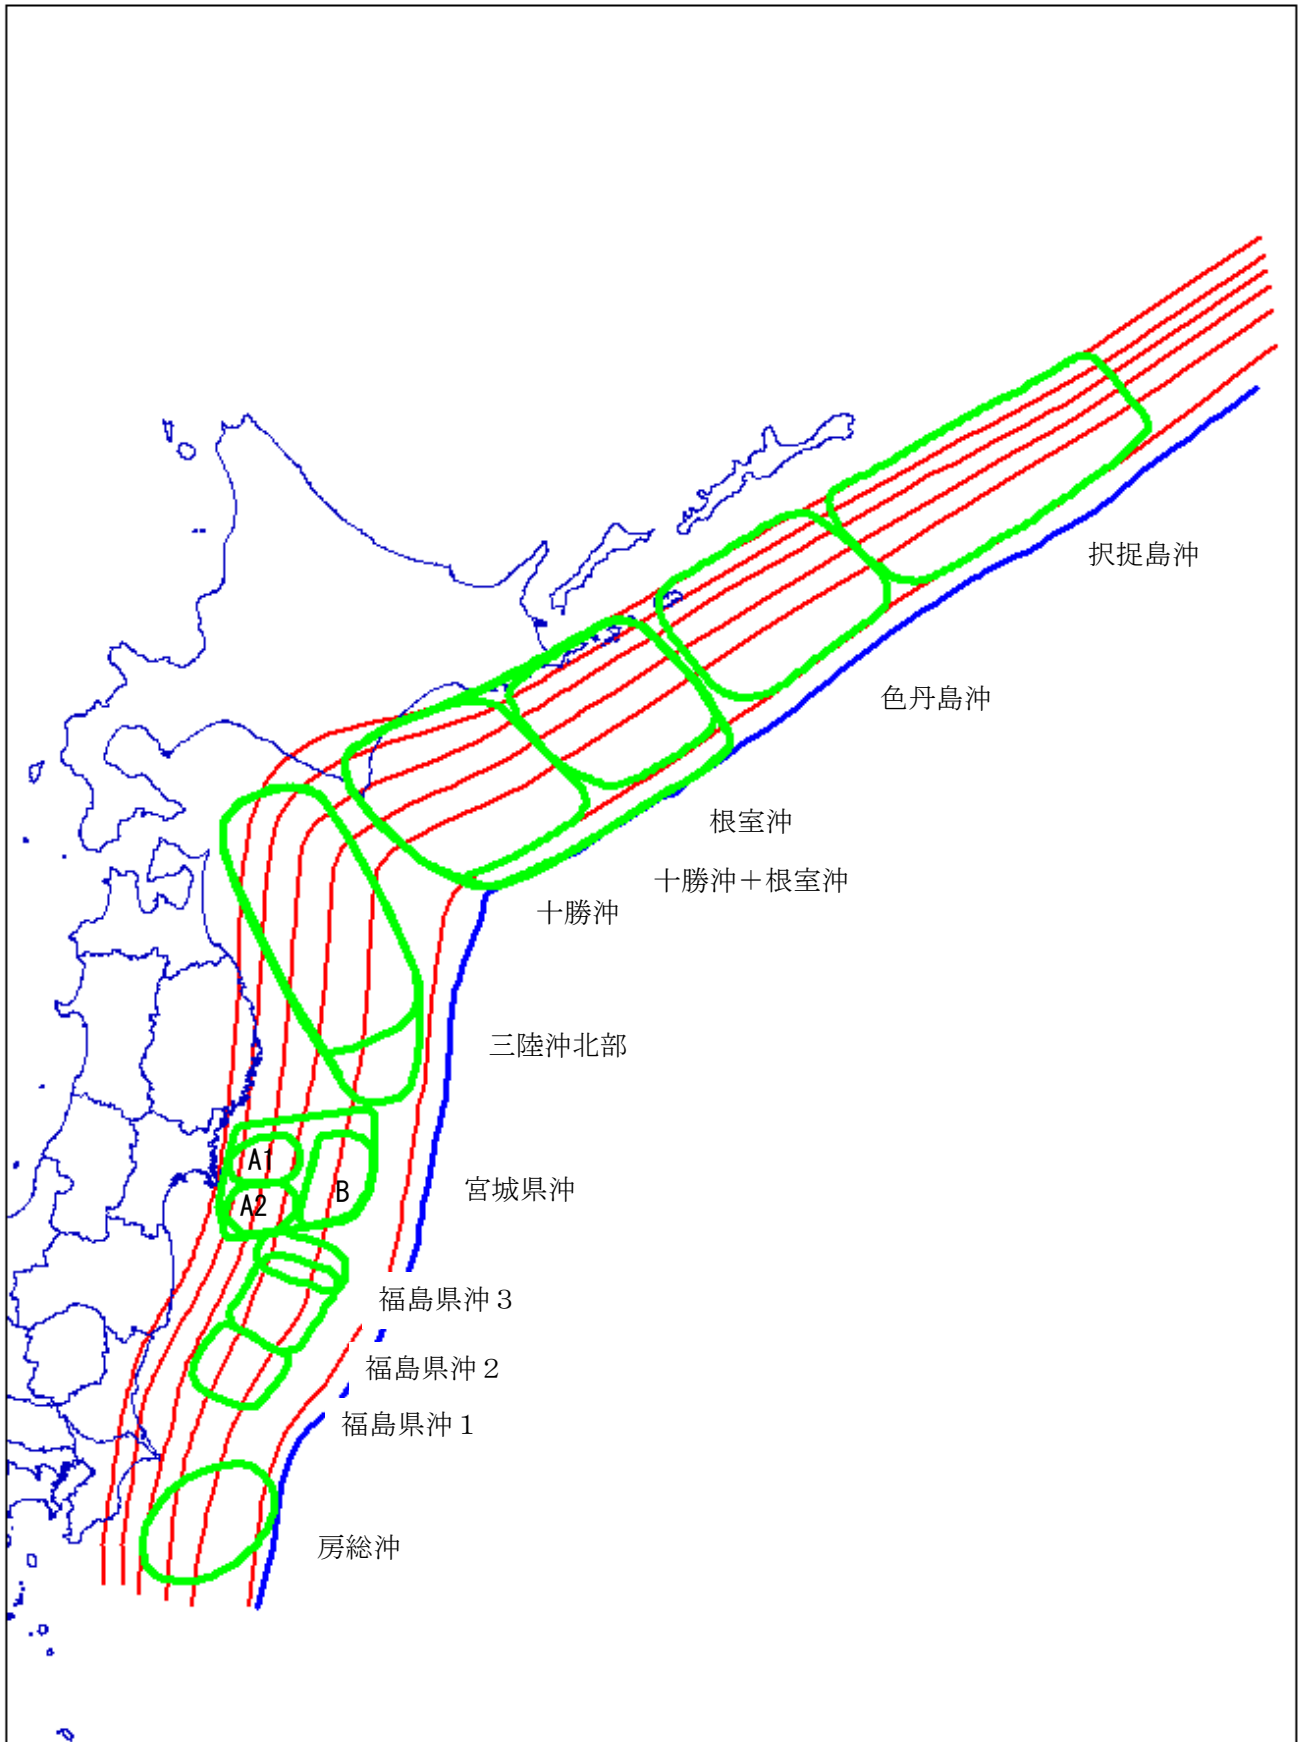 択捉島沖
色丹島沖
根室沖
十勝沖+根室沖
十勝沖
三陸沖北部
A1
A2
B
宮城県沖
福島県沖3
福島県沖2
福島県沖1
房総沖